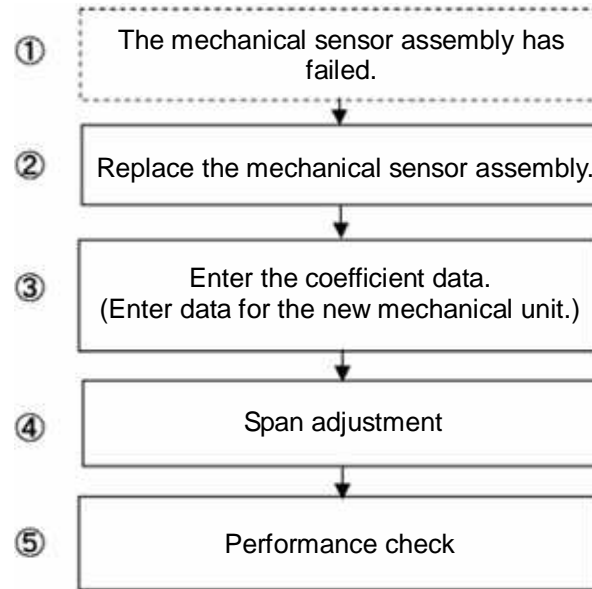 ①
The mechanical sensor assembly has
failed.
②
Replace the mechanical sensor assembly.
③
Enter the coefficient data.
(Enter data for the new mechanical unit.)
④
Span adjustment
⑤
Performance check